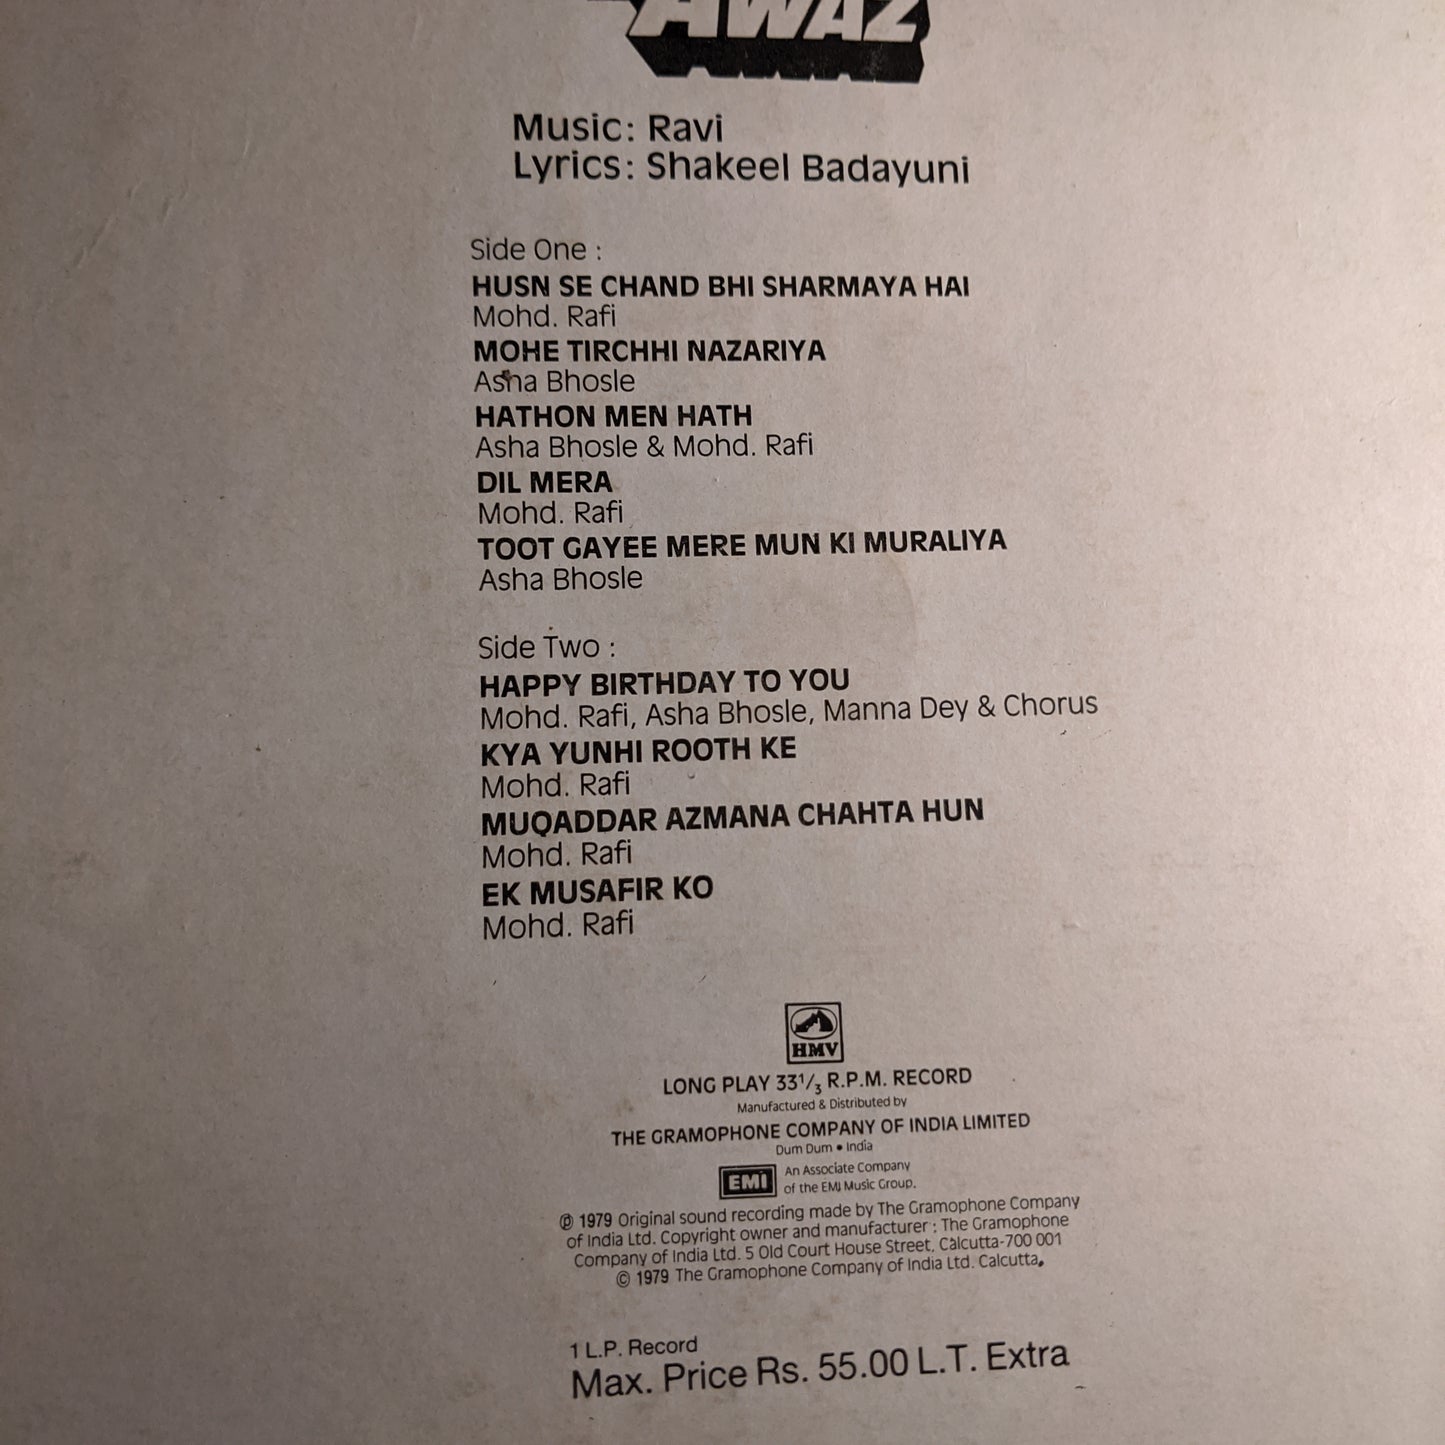 AWAZ
Music: Ravi
Lyrics: Shakeel Badayuni
Side One :
HUSN SE CHAND BHI SHARMAYA HAI
Mohd. Rafi
MOHE TIRCHHI NAZARIYA
Asha Bhosle
HATHON MEN HATH
Asha Bhosle & Mohd. Rafi
DIL MERA
Mohd. Rafi
TOOT GAYEE MERE MUN KI MURALIYA
Asha Bhosle
Side Two :
HAPPY BIRTHDAY TO YOU
Mohd. Rafi, Asha Bhosle, Manna Dey & Chorus
KYA YUNHI ROOTH KE
Mohd. Rafi
MUQADDAR AZMANA CHAHTA HUN
Mohd. Rafi
EK MUSAFIR KO
Mohd. Rafi
HMV
LONG PLAY 33 1/3 R.P.M. RECORD
Manufactured & Distributed by
THE GRAMOPHONE COMPANY OF INDIA LIMITED
Dum Dum • India
EMI
An Associate Company
of the EMI Music Group.
℗ 1979 Original sound recording made by The Gramophone Company
of India Ltd. Copyright owner and manufacturer : The Gramophone
Company of India Ltd. 5 Old Court House Street, Calcutta-700 001
© 1979 The Gramophone Company of India Ltd. Calcutta.
1 L.P. Record
Max. Price Rs. 55.00 L.T. Extra